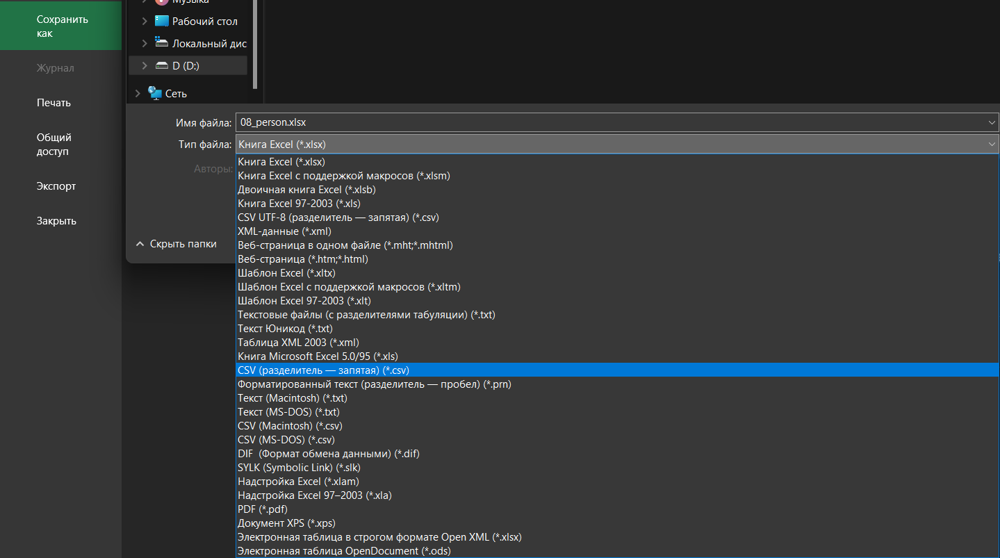 Сохранить
как
Журнал
Печать
Общий
доступ
Экспорт
Закрыть
Музыка
Рабочий стол
Локальный дис
D (D:)
Сеть
Имя файла: 08_person.xlsx
Тип файла: Книга Excel (*.xlsx)
Авторы:
Скрыть папки
Книга Excel (*.xlsx)
Книга Excel с поддержкой макросов (*.xlsm)
Двоичная книга Excel (*.xlsb)
Книга Excel 97-2003 (*.xls)
CSV UTF-8 (разделитель — запятая) (*.csv)
XML-данные (*.xml)
Веб-страница в одном файле (*.mht;*.mhtml)
Веб-страница (*.htm;*.html)
Шаблон Excel (*.xltx)
Шаблон Excel с поддержкой макросов (*.xltm)
Шаблон Excel 97-2003 (*.xlt)
Текстовые файлы (с разделителями табуляции) (*.txt)
Текст Юникод (*.txt)
Таблица XML 2003 (*.xml)
Книга Microsoft Excel 5.0/95 (*.xls)
CSV (разделитель — запятая) (*.csv)
Форматированный текст (разделитель — пробел) (*.prn)
Текст (Macintosh) (*.txt)
Текст (MS-DOS) (*.txt)
CSV (Macintosh) (*.csv)
CSV (MS-DOS) (*.csv)
DIF (Формат обмена данными) (*.dif)
SYLK (Symbolic Link) (*.slk)
Надстройка Excel (*.xlam)
Надстройка Excel 97–2003 (*.xla)
PDF (*.pdf)
Документ XPS (*.xps)
Электронная таблица в строгом формате Open XML (*.xlsx)
Электронная таблица OpenDocument (*.ods)